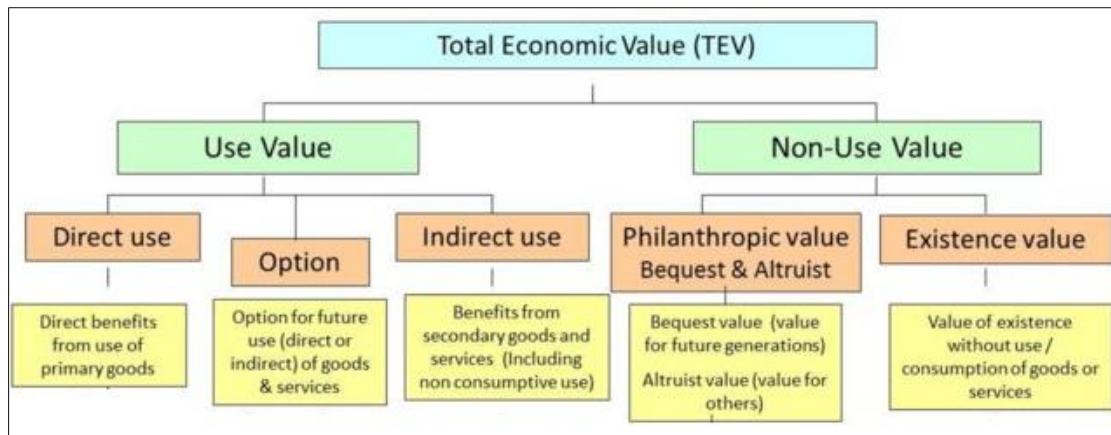 Total Economic Value (TEV)
Use Value
Non-Use Value
Direct use
Option
Indirect use
Philanthropic value
Bequest & Altruist
Existence value
Direct benefits
from use of
primary goods
Option for future
use (direct or
indirect) of goods
& services
Benefits from
secondary goods and
services (Including
non consumptive use)
Bequest value (value
for future generations)
Altruist value (value for
others)
Value of existence
without use /
consumption of goods or
services